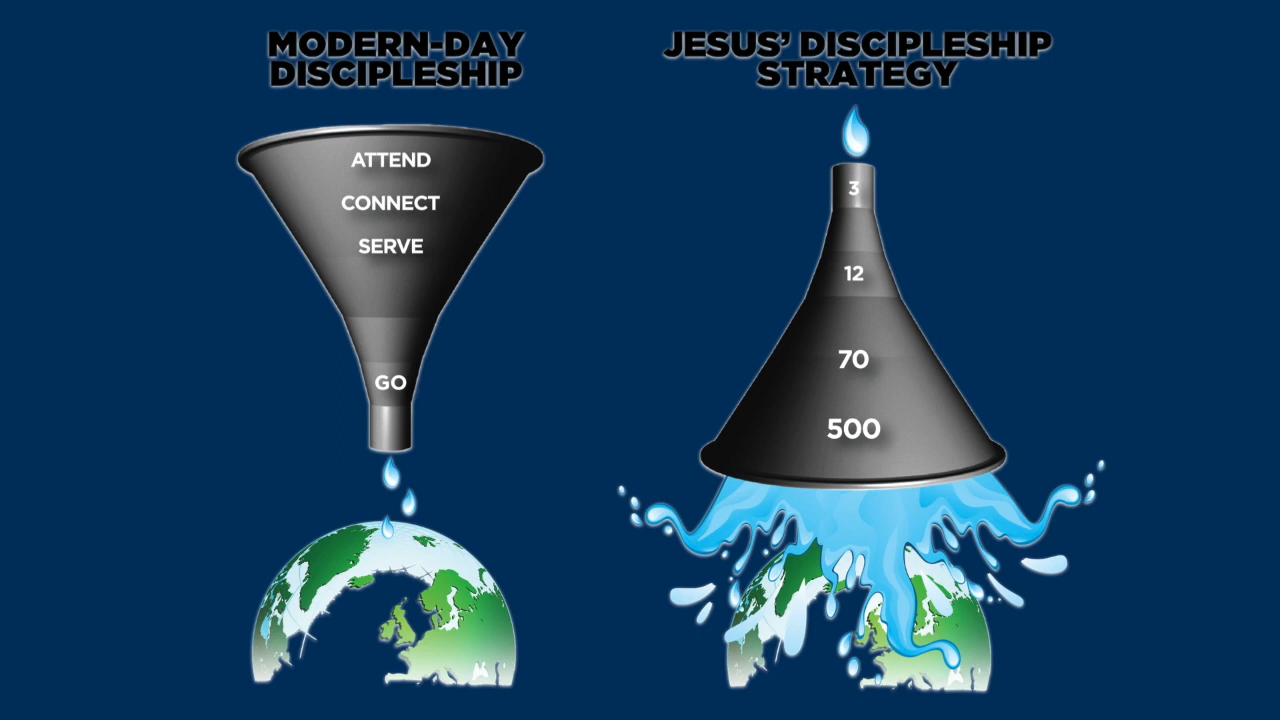 MODERN-DAY
DISCIPLESHIP
ATTEND
CONNECT
SERVE
GO
JESUS' DISCIPLESHIP
STRATEGY
3
12
70
500